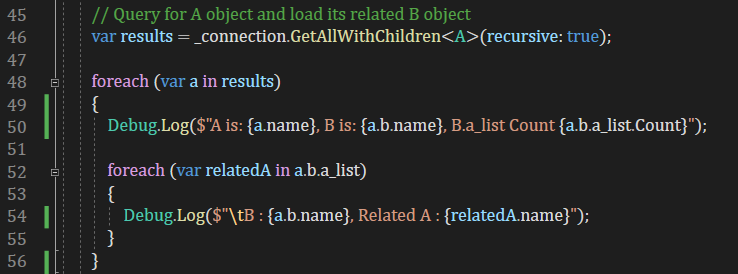 45 // Query for A object and load its related B object
46 var results = _connection.GetAllWithChildren<A>(recursive: true);
47
48 foreach (var a in results)
49 {
50 Debug.Log($"A is: {a.name}, B is: {a.b.name}, B.a_list Count {a.b.a_list.Count}");
51
52 foreach (var relatedA in a.b.a_list)
53 {
54 Debug.Log($"\tB : {a.b.name}, Related A : {relatedA.name}");
55 }
56 }